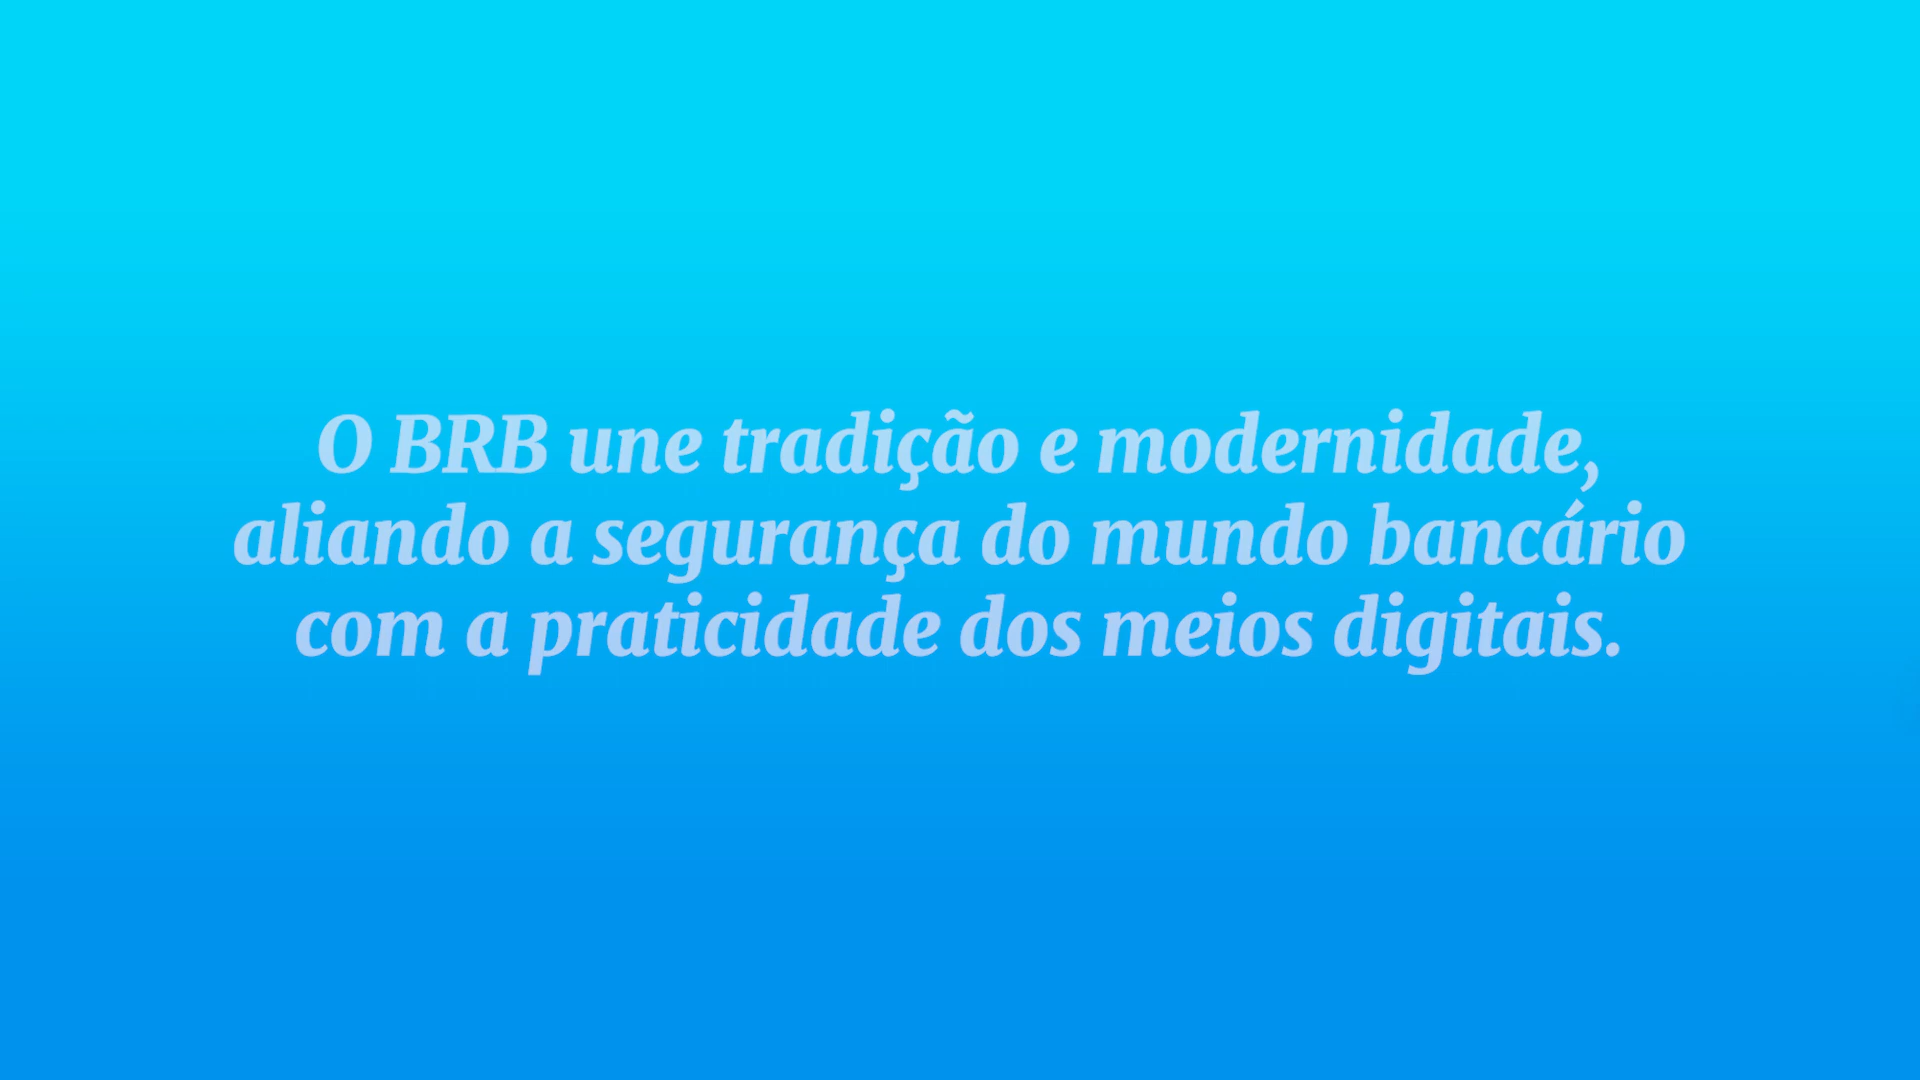 O BRB une tradição e modernidade,
aliando a segurança do mundo bancário
com a praticidade dos meios digitais.